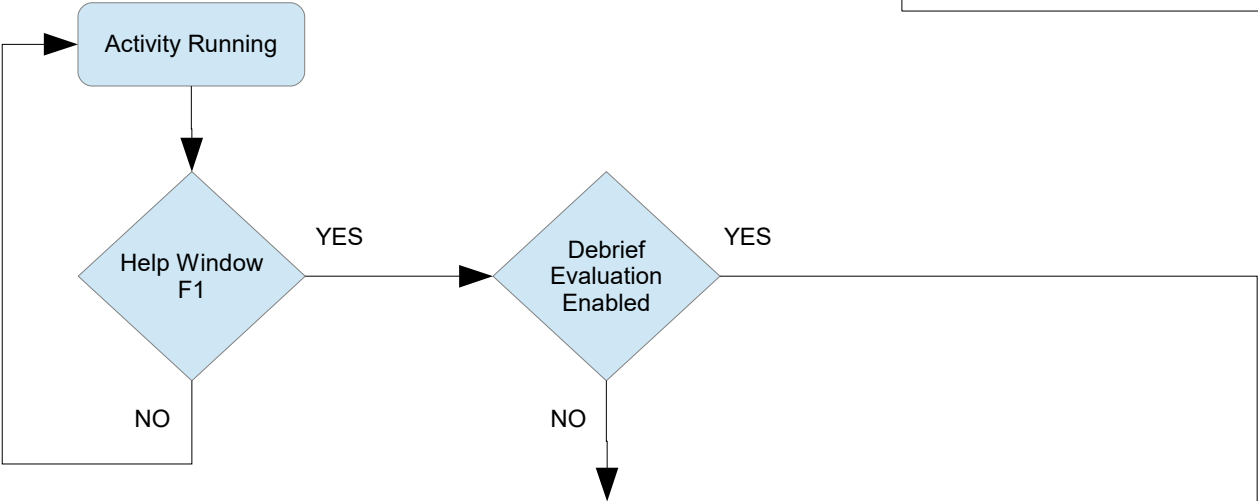 Activity Running
YES
YES
Help Window
F1
Debrief
Evaluation
Enabled
NO
NO